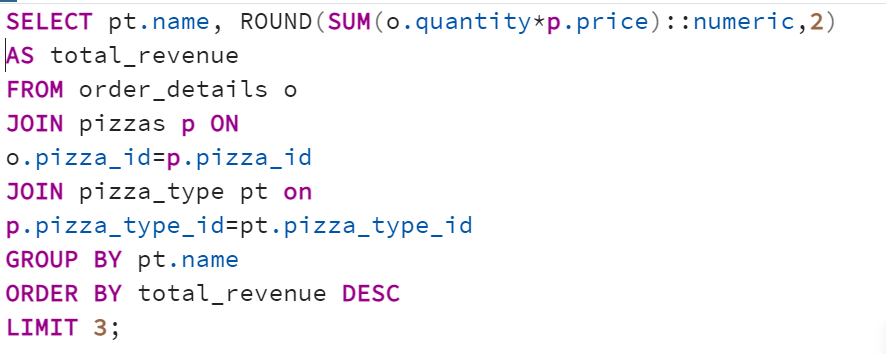 SELECT pt.name, ROUND(SUM(o.quantity*p.price)::numeric,2)
AS total_revenue
FROM order_details o
JOIN pizzas p ON
o.pizza_id=p.pizza_id
JOIN pizza_type pt on
p.pizza_type_id=pt.pizza_type_id
GROUP BY pt.name
ORDER BY total_revenue DESC
LIMIT 3;